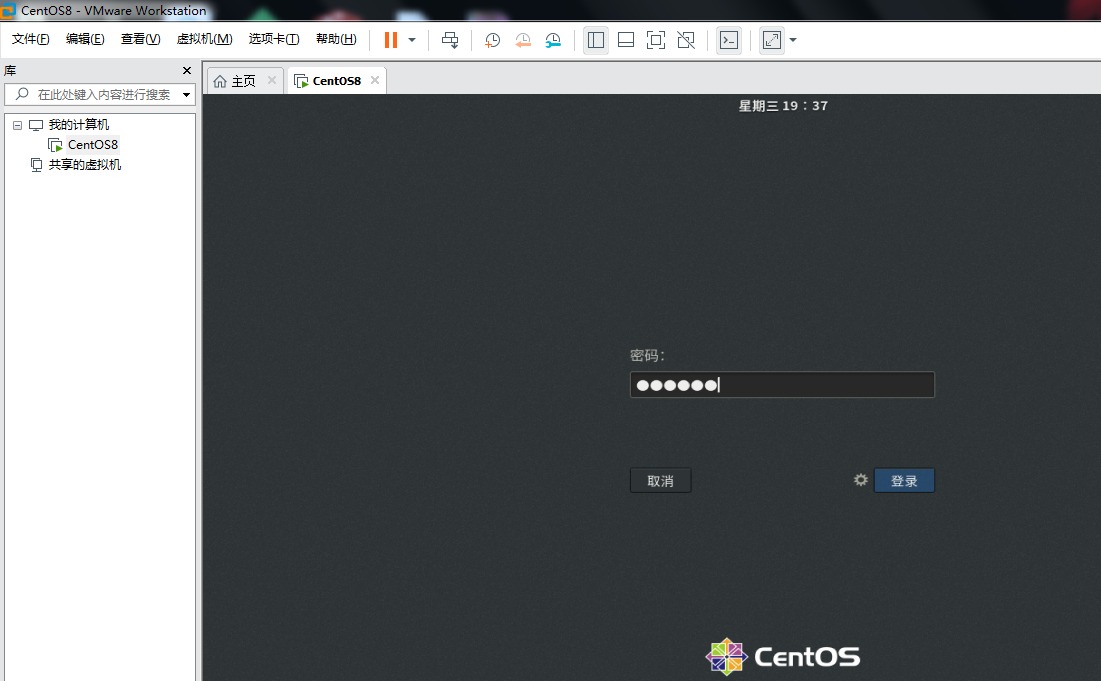 CentOS8 - VMware Workstation
文件(F) 编辑(E) 查看(V) 虚拟机(M) 选项卡(T) 帮助(H)
库
在此处键入内容进行搜索
我的计算机
CentOS8
共享的虚拟机
主页
CentOS8
星期三 19：37
密码：
取消
登录
CentOS